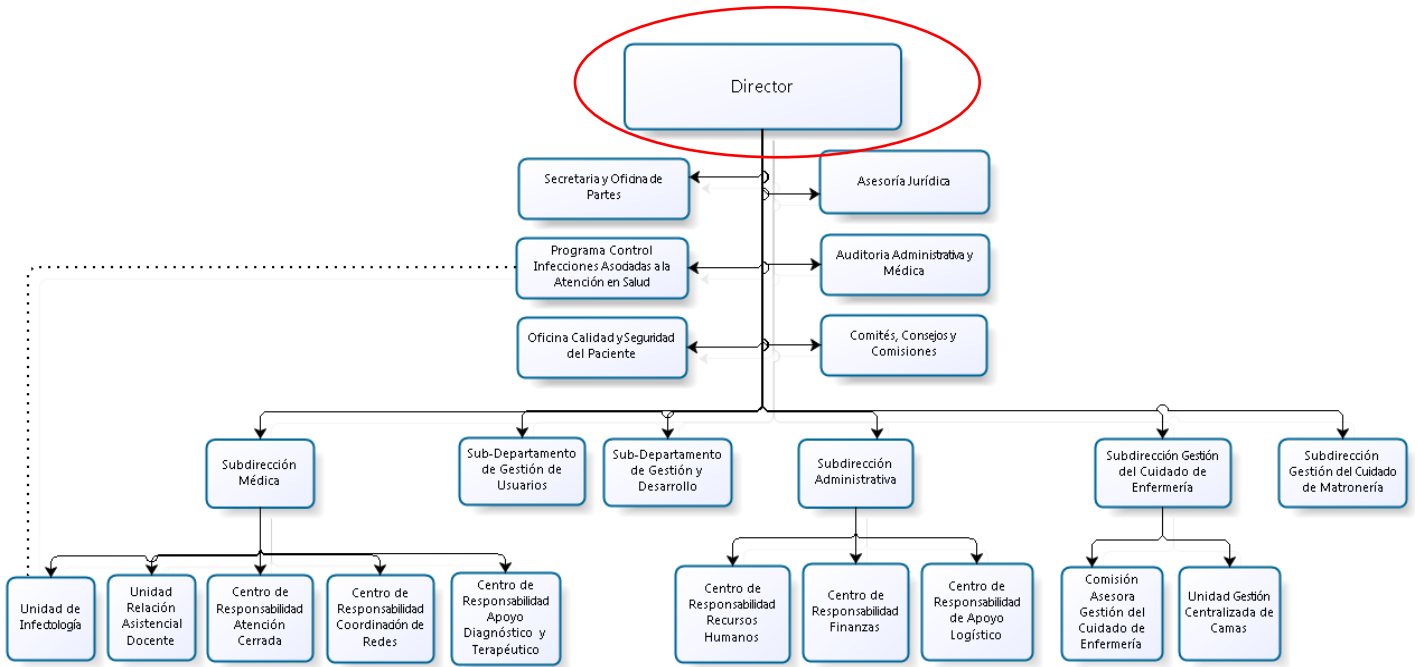 Director
Secretaria y Oficina de
Partes
Asesoría Jurídica
Programa Control
Infecciones Asociadas a la
Atención en Salud
Auditoria Administrativa y
Médica
Oficina Calidad y Seguridad
del Paciente
Comités, Consejos y
Comisiones
Subdirección
Médica
Sub-Departamento
de Gestión de
Usuarios
Sub-Departamento
de Gestión y
Desarrollo
Subdirección
Administrativa
Subdirección Gestión
del Cuidado de
Enfermería
Subdirección
Gestión del Cuidado
de Matronería
Unidad de
Infectología
Unidad
Relación
Asistencial
Docente
Centro de
Responsabilidad
Atención
Cerrada
Centro de
Responsabilidad
Coordinación de
Redes
Centro de
Responsabilidad
Apoyo
Diagnóstico y
Terapéutico
Centro de
Responsabilidad
Recursos
Humanos
Centro de
Responsabilidad
Finanzas
Centro de
Responsabilidad
de Apoyo
Logístico
Comisión
Asesora
Gestión del
Cuidado de
Enfermería
Unidad Gestión
Centralizada de
Camas